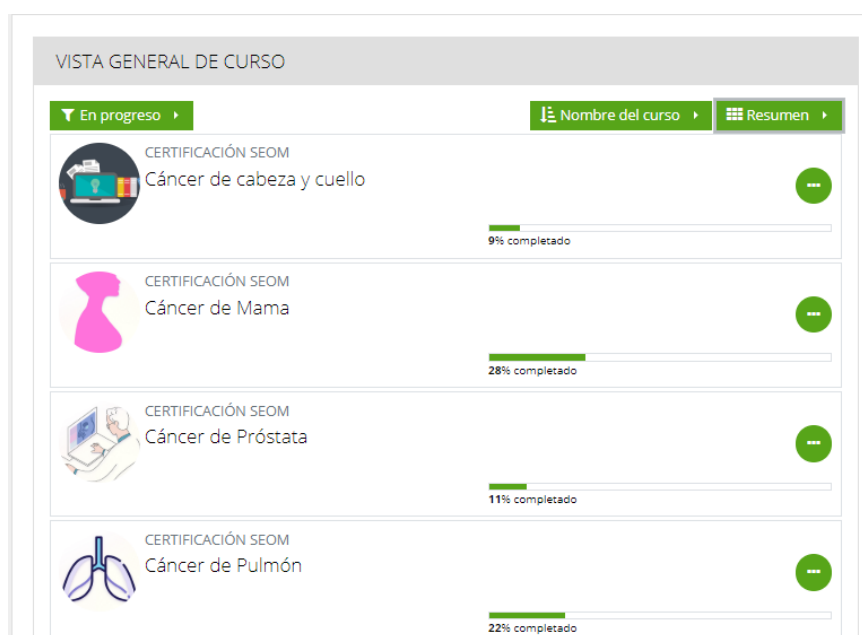 VISTA GENERAL DE CURSO
En progreso
Nombre del curso
Resumen
CERTIFICACIÓN SEOM
Cáncer de cabeza y cuello
9% completado
CERTIFICACIÓN SEOM
Cáncer de Mama
28% completado
CERTIFICACIÓN SEOM
Cáncer de Próstata
11% completado
CERTIFICACIÓN SEOM
Cáncer de Pulmón
22% completado